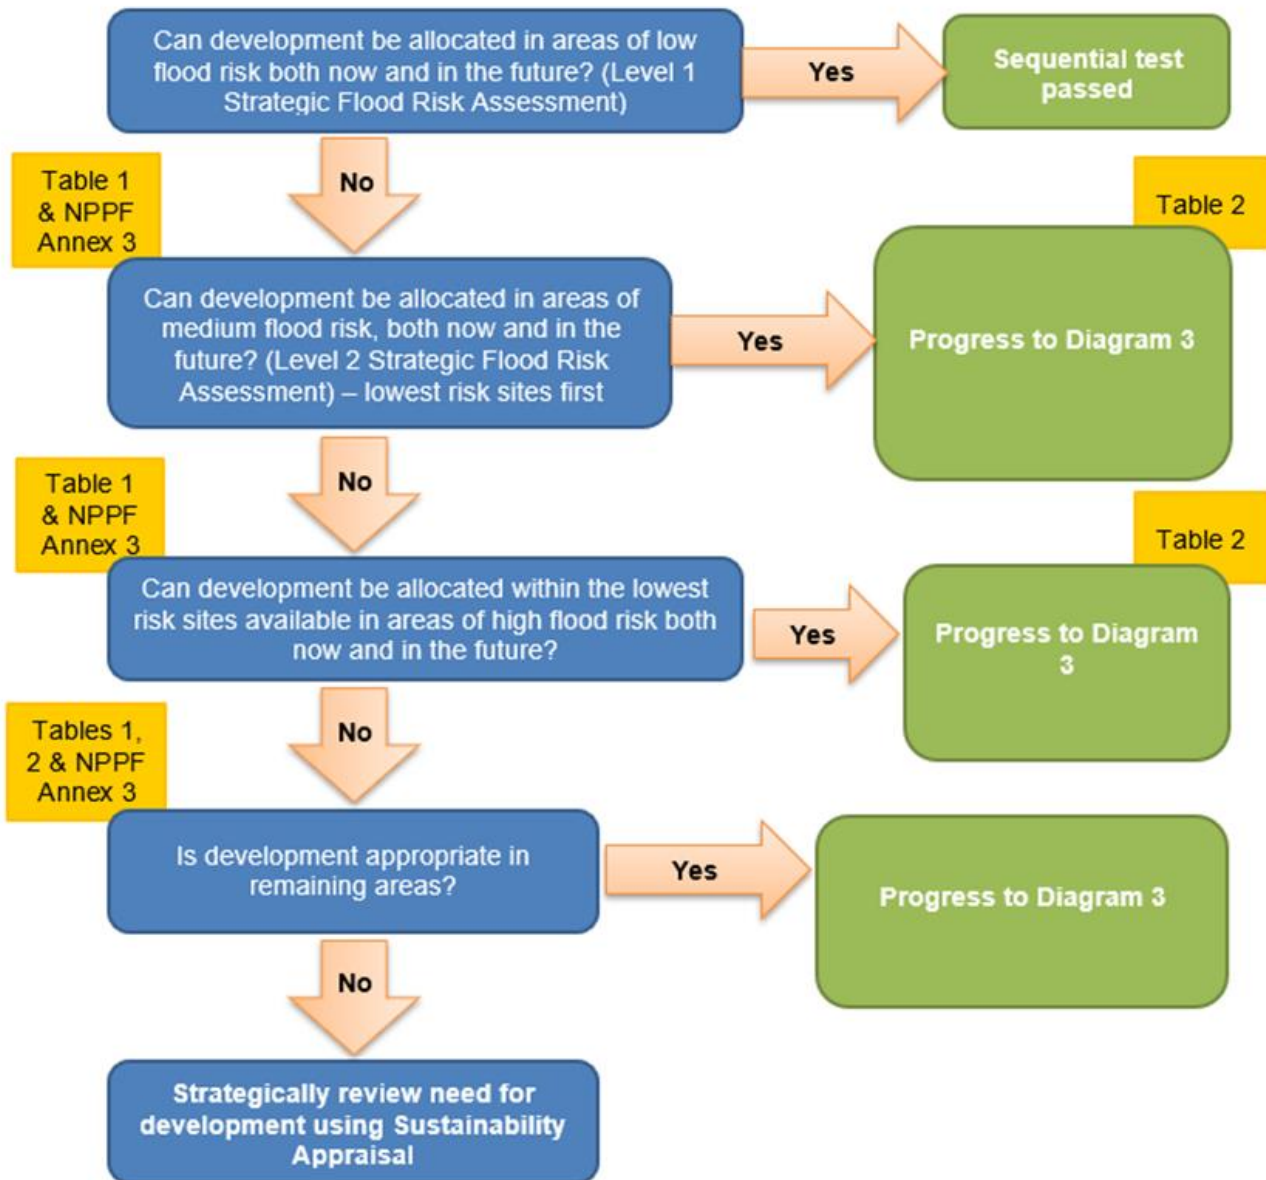 Can development be allocated in areas of low
flood risk both now and in the future? (Level 1
Strategic Flood Risk Assessment)
Yes
Sequential test
passed
No
Table 1
& NPPF
Annex 3
Table 2
Can development be allocated in areas of
medium flood risk, both now and in the
future? (Level 2 Strategic Flood Risk
Assessment) – lowest risk sites first
Yes
Progress to Diagram 3
No
Table 1
& NPPF
Annex 3
Table 2
Can development be allocated within the lowest
risk sites available in areas of high flood risk both
now and in the future?
Yes
Progress to Diagram
3
No
Tables 1,
2 & NPPF
Annex 3
Is development appropriate in
remaining areas?
Yes
Progress to Diagram 3
No
Strategically review need for
development using Sustainability
Appraisal